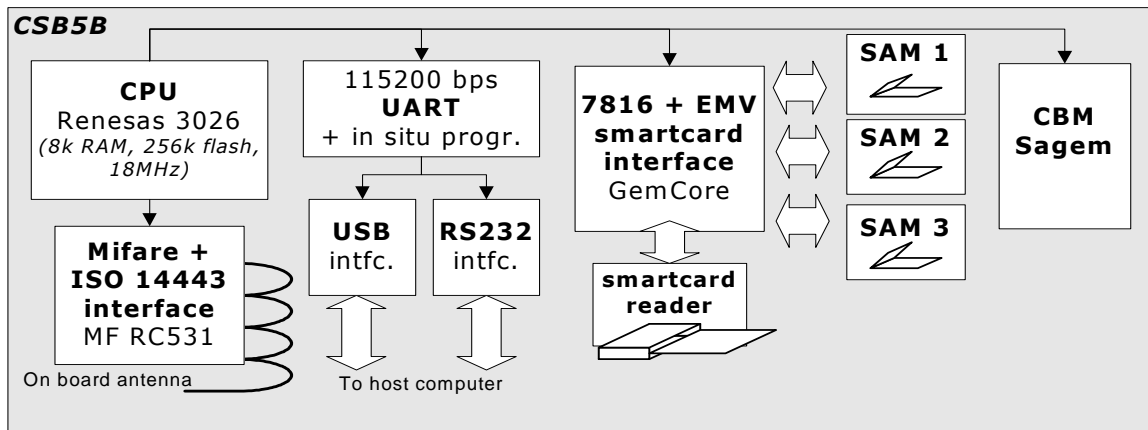 CSB5B
CPU
Renesas 3026
(8k RAM, 256k flash,
18MHz)
Mifare +
ISO 14443
interface
MF RC531
On board antenna
115200 bps
UART
+ in situ progr.
USB
intfc.
RS232
intfc.
To host computer
7816 + EMV
smartcard
interface
GemCore
smartcard
reader
SAM 1
SAM 2
SAM 3
CBM
Sagem